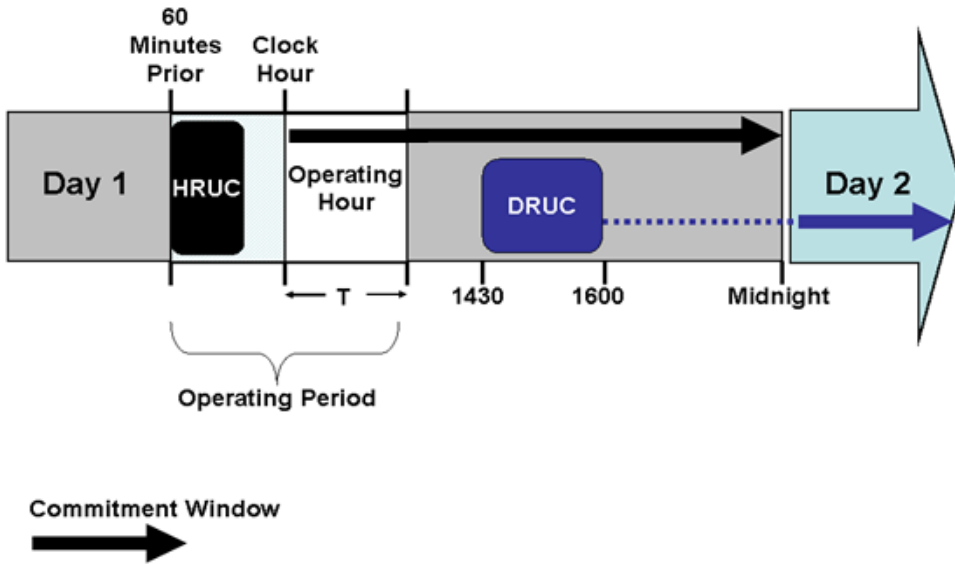 60
Minutes
Prior
Clock
Hour
Day 1
HRUC
Operating
Hour
DRUC
Day 2
T
1430
1600
Midnight
Operating Period
Commitment Window